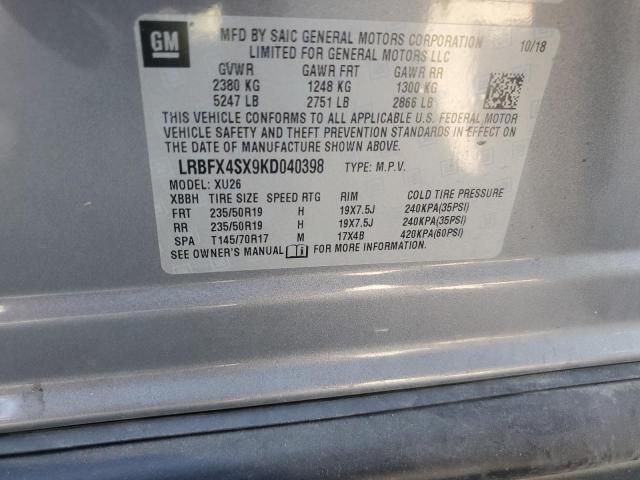 GM
MFD BY SAIC GENERAL MOTORS CORPORATION 10/18
LIMITED FOR GENERAL MOTORS LLC
GVWR GAWR FRT GAWR RR
2380 KG 1248 KG 1300 KG
5247 LB 2751 LB 2866 LB
THIS VEHICLE CONFORMS TO ALL APPLICABLE U.S. FEDERAL MOTOR
VEHICLE SAFETY AND THEFT PREVENTION STANDARDS IN EFFECT ON
THE DATE OF MANUFACTURE SHOWN ABOVE.
LRBFX4SX9KD040398 TYPE: M.P.V.
MODEL: XU26
XBBH TIRE SIZE SPEED RTG RIM COLD TIRE PRESSURE
FRT 235/50R19 H 19X7.5J 240KPA(35PSI)
RR 235/50R19 H 19X7.5J 240KPA(35PSI)
SPA T145/70R17 M 17X4B 420KPA(60PSI)
SEE OWNER'S MANUAL FOR MORE INFORMATION.